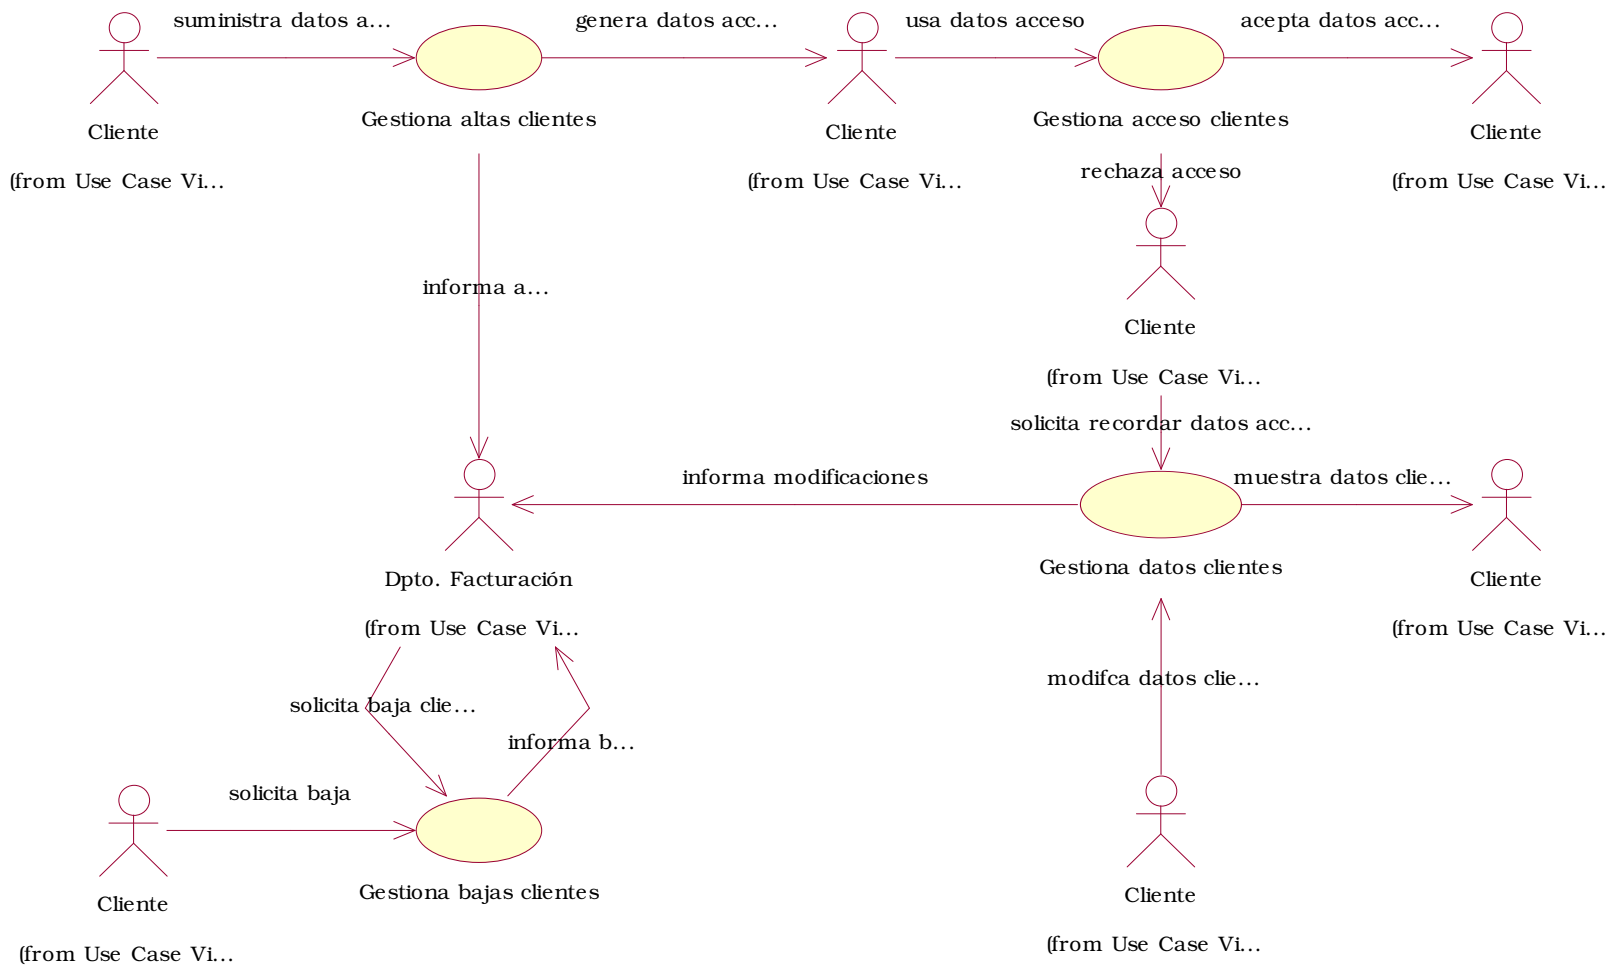 suministra datos a...
genera datos acc...
usa datos acceso
acepta datos acc...
Cliente
(from Use Case Vi...
Gestiona altas clientes
Cliente
(from Use Case Vi...
Gestiona acceso clientes
Cliente
(from Use Case Vi...
rechaza acceso
informa a...
Cliente
(from Use Case Vi...
solicita recordar datos acc...
informa modificaciones
muestra datos clie...
Dpto. Facturación
(from Use Case Vi...
Gestiona datos clientes
Cliente
(from Use Case Vi...
solicita baja clie...
informa b...
modifca datos clie...
solicita baja
Cliente
(from Use Case Vi...
Gestiona bajas clientes
Cliente
(from Use Case Vi...